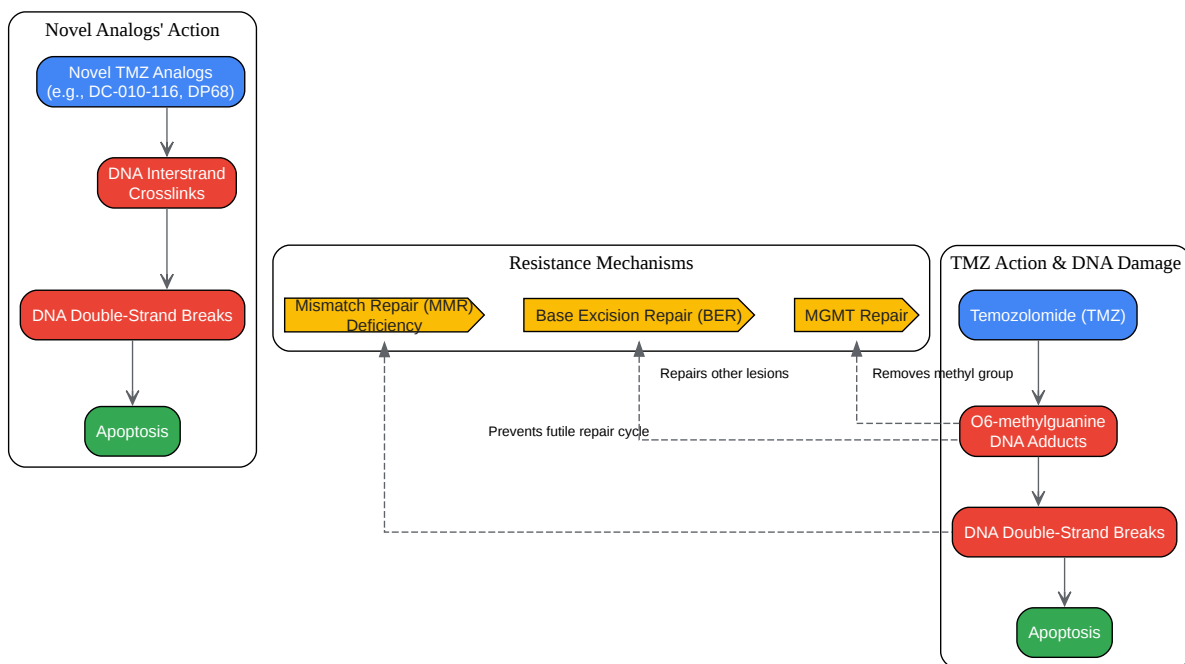 Novel Analogs' Action
Novel TMZ Analogs
(e.g., DC-010-116, DP68)
DNA Interstrand
Crosslinks
DNA Double-Strand Breaks
Apoptosis
Resistance Mechanisms
Mismatch Repair (MMR)
Deficiency
Base Excision Repair (BER)
MGMT Repair
Repairs other lesions
Removes methyl group
Prevents futile repair cycle
TMZ Action & DNA Damage
Temozolomide (TMZ)
O6-methylguanine
DNA Adducts
DNA Double-Strand Breaks
Apoptosis